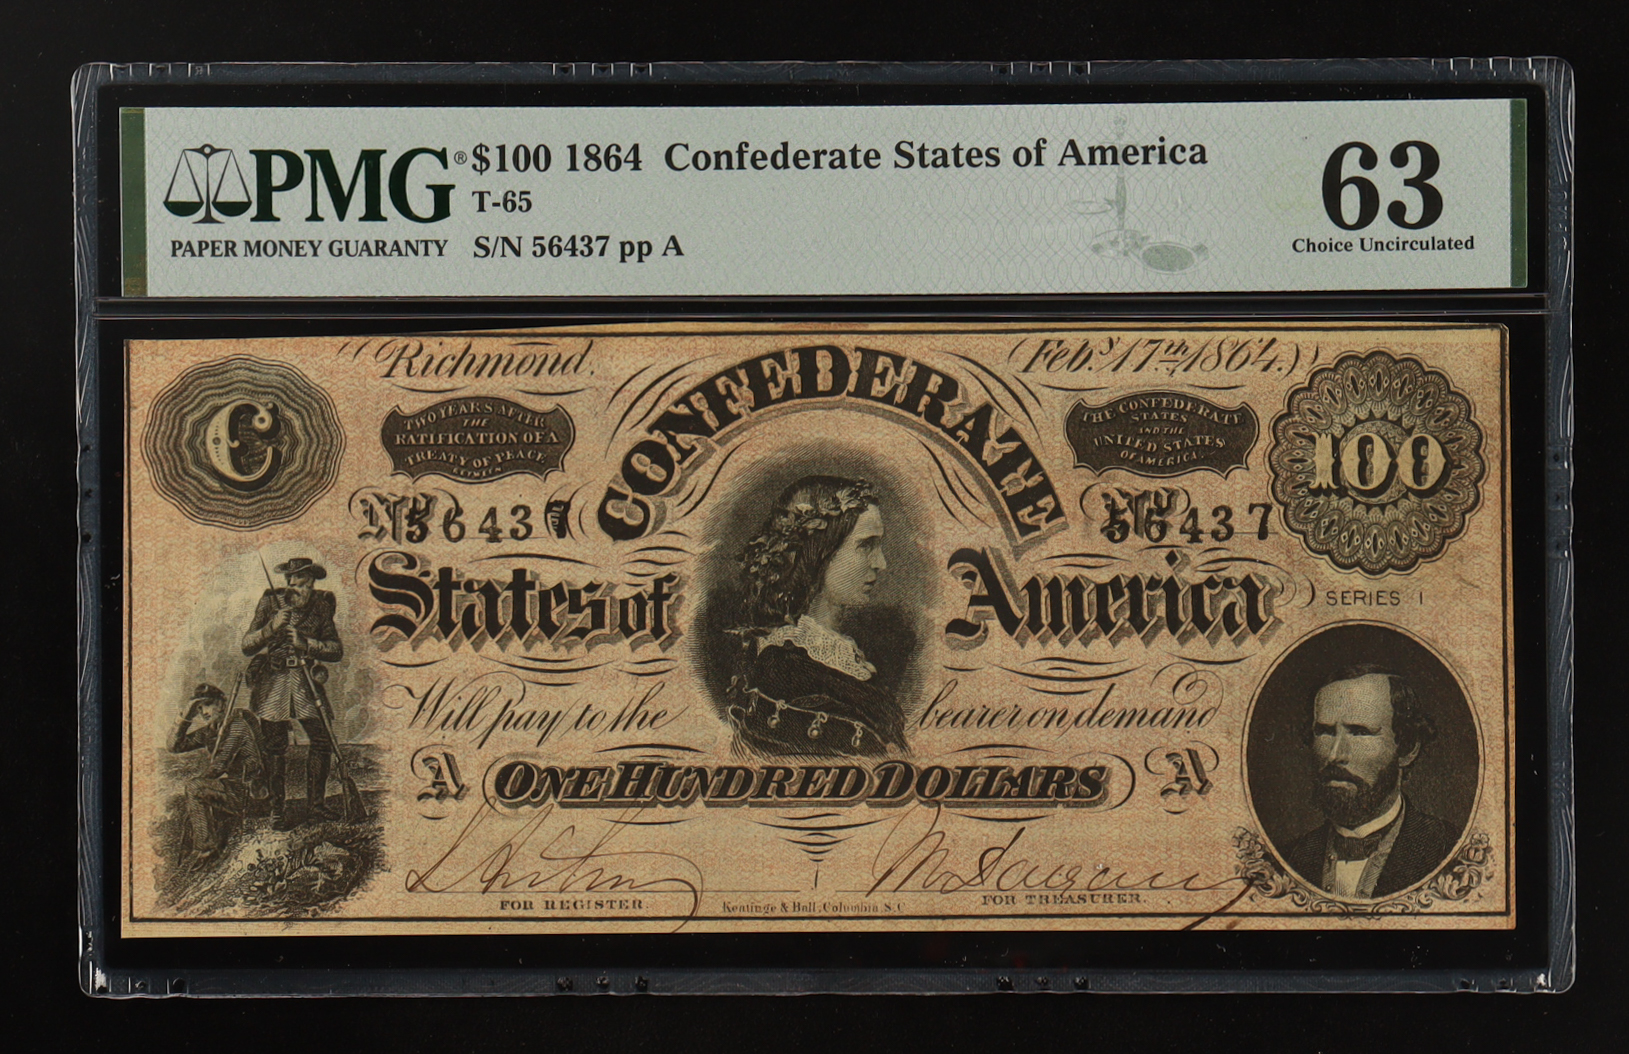 PMG® $100 1864 Confederate States of America
T-65
PAPER MONEY GUARANTY
S/N 56437 pp A
63
Choice Uncirculated
Richmond. (Feby. 17th 1864.)
C
TWO YEARS AFTER
THE
RATIFICATION OF A
TREATY OF PEACE
BETWEEN
CONFEDERATE
THE CONFEDERATE
STATES
AND THE
UNITED STATES
OF AMERICA.
100
No 56437
No 56437
States of America
SERIES 1
Will pay to the bearer on demand
A ONE HUNDRED DOLLARS A
FOR REGISTER.
Keatinge & Ball, Columbia, S.C.
FOR TREASURER.